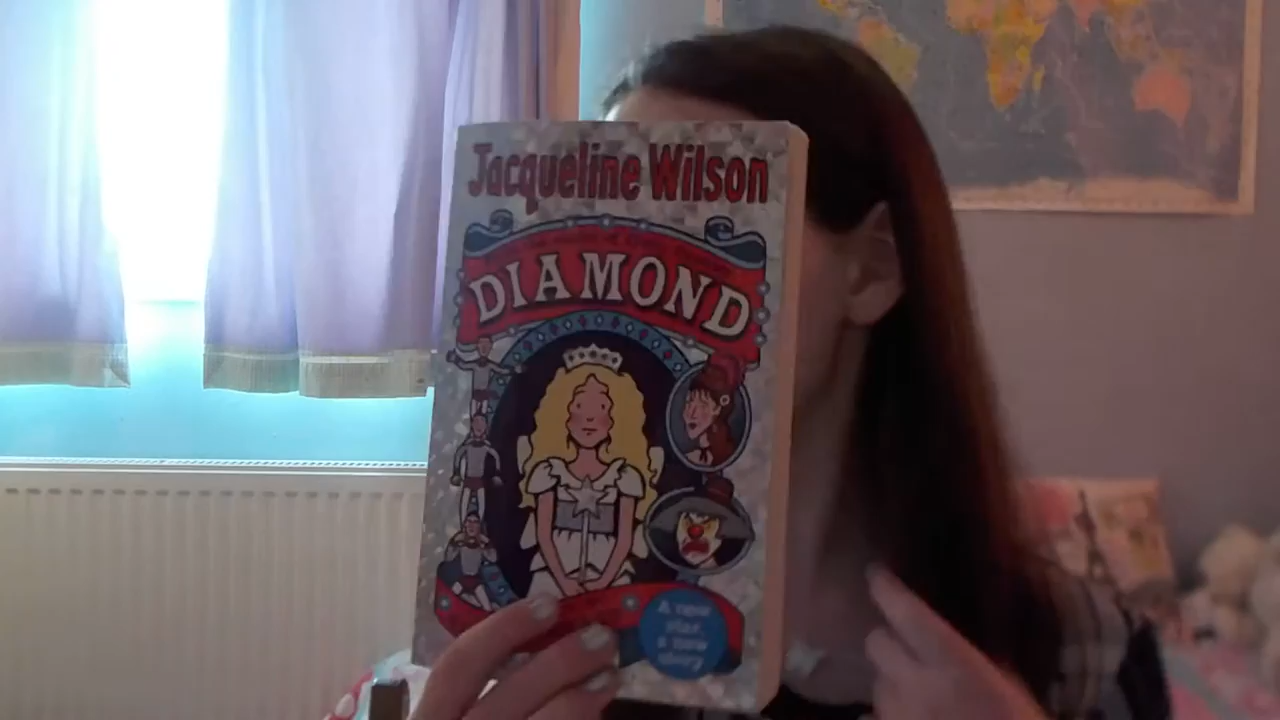 Jacqueline Wilson
DIAMOND
A new
star,
a new
story